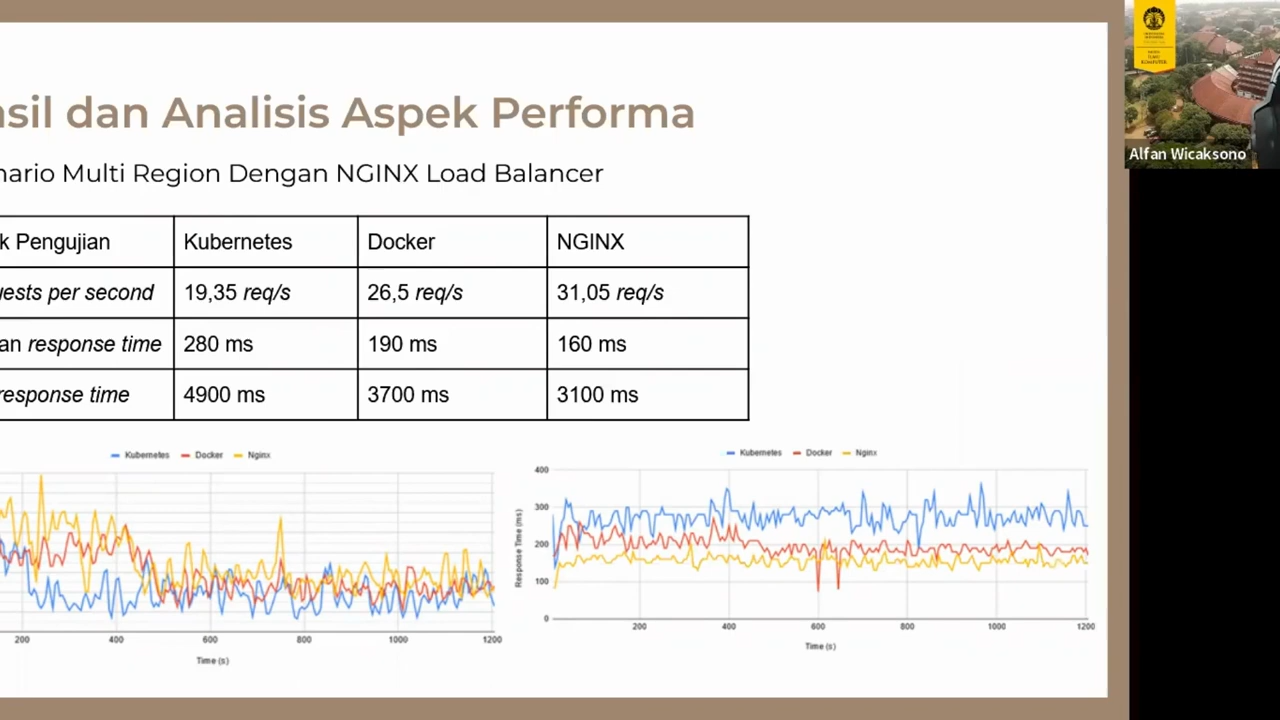 asil dan Analisis Aspek Performa
nario Multi Region Dengan NGINX Load Balancer
k Pengujian Kubernetes Docker NGINX
uests per second 19,35 req/s 26,5 req/s 31,05 req/s
an response time 280 ms 190 ms 160 ms
response time 4900 ms 3700 ms 3100 ms
Kubernetes Docker Nginx
200 400 600 800 1000 1200
Time (s)
Kubernetes Docker Nginx
400
300
200
100
0
Response Time (ms)
200 400 600 800 1000 1200
Time (s)
KOMPUTER
Alfan Wicaksono